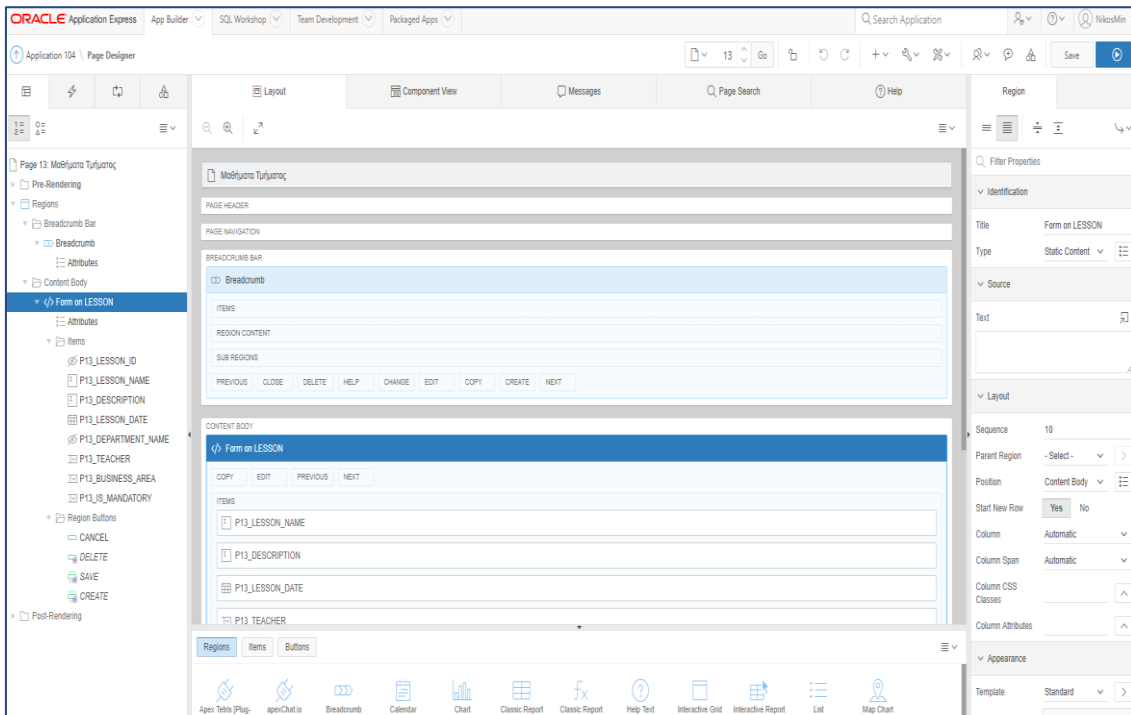 ORACLE Application Express App Builder SQL Workshop Team Development Packaged Apps Search Application NikosMin
Application 104 \ Page Designer 13 Go Save
Layout Component View Messages Page Search Help Region
Page 13: Μαθήματα Τμήματος
Pre-Rendering
Regions
Breadcrumb Bar
Breadcrumb
Attributes
Content Body
Form on LESSON
Attributes
Items
P13_LESSON_ID
P13_LESSON_NAME
P13_DESCRIPTION
P13_LESSON_DATE
P13_DEPARTMENT_NAME
P13_TEACHER
P13_BUSINESS_AREA
P13_IS_MANDATORY
Region Buttons
CANCEL
DELETE
SAVE
CREATE
Post-Rendering
Μαθήματα Τμήματος
PAGE HEADER
PAGE NAVIGATION
BREADCRUMB BAR
Breadcrumb
ITEMS
REGION CONTENT
SUB REGIONS
PREVIOUS CLOSE DELETE HELP CHANGE EDIT COPY CREATE NEXT
CONTENT BODY
Form on LESSON
COPY EDIT PREVIOUS NEXT
ITEMS
P13_LESSON_NAME
P13_DESCRIPTION
P13_LESSON_DATE
P13_TEACHER
Regions Items Buttons
Apex Tetris [Plug- apexChat.io Breadcrumb Calendar Chart Classic Report Classic Report Help Text Interactive Grid Interactive Report List Map Chart
Filter Properties
Identification
Title Form on LESSON
Type Static Content
Source
Text
Layout
Sequence 10
Parent Region - Select -
Position Content Body
Start New Row Yes No
Column Automatic
Column Span Automatic
Column CSS
Classes
Column Attributes
Appearance
Template Standard